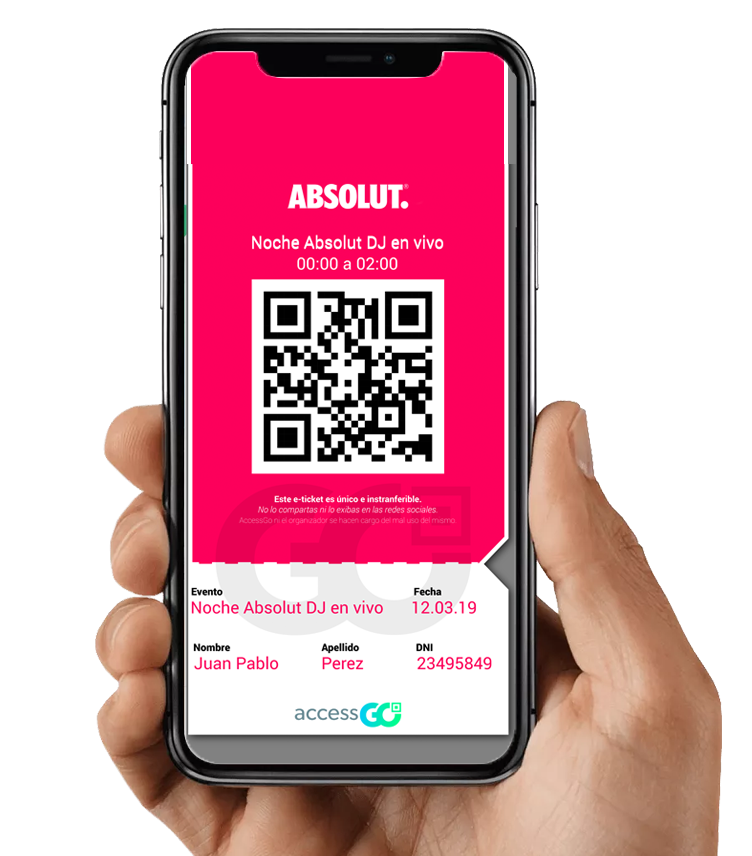 ABSOLUT.
Noche Absolut DJ en vivo
00:00 a 02:00
Este e-ticket es único e instranferible.
No lo compartas ni lo exibas en las redes sociales.
AccessGo ni el organizador se hacen cargo del mal uso del mismo.
GO
Evento
Fecha
Noche Absolut DJ en vivo
12.03.19
Nombre
Apellido
DNI
Juan Pablo
Perez
23495849
accessGO